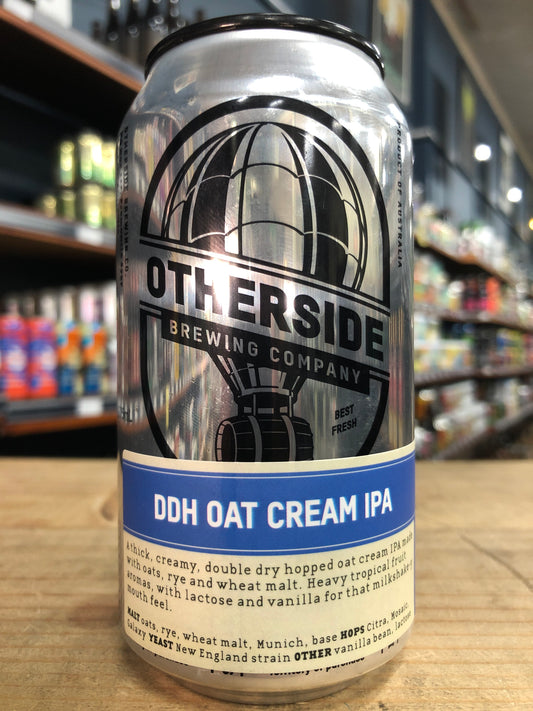 OTHERSIDE
BREWING COMPANY
BEST
FRESH
PRODUCT OF AUSTRALIA
DDH OAT CREAM IPA
A thick, creamy, double dry hopped oat cream IPA made
with oats, rye and wheat malt. Heavy tropical fruit
aromas, with lactose and vanilla for that milkshake-y
mouth feel.
MALT oats, rye, wheat malt, Munich, base HOPS Citra, Mosaic,
Galaxy YEAST New England strain OTHER vanilla bean, lactose
territory of purchase